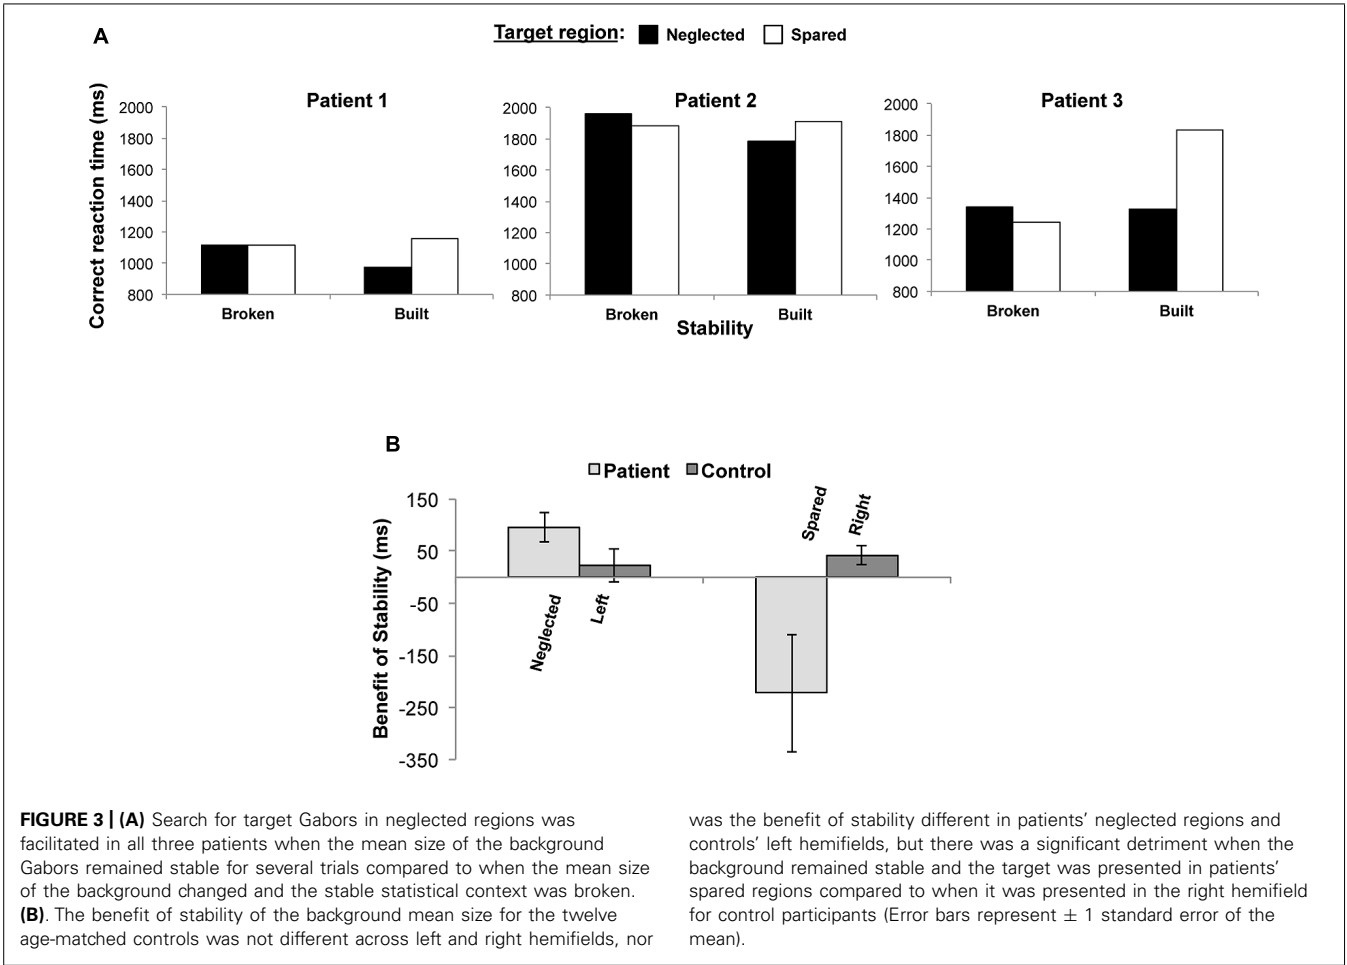 A
Target region: Neglected Spared
Correct reaction time (ms)
Patient 1
2000
1800
1600
1400
1200
1000
800
Broken Built
Patient 2
2000
1800
1600
1400
1200
1000
800
Broken Built
Patient 3
2000
1800
1600
1400
1200
1000
800
Broken Built
Stability
B
Patient Control
Benefit of Stability (ms)
150
50
-50
-150
-250
-350
Neglected
Left
Spared
Right
FIGURE 3 | (A) Search for target Gabors in neglected regions was
facilitated in all three patients when the mean size of the background
Gabors remained stable for several trials compared to when the mean size
of the background changed and the stable statistical context was broken.
(B). The benefit of stability of the background mean size for the twelve
age-matched controls was not different across left and right hemifields, nor
was the benefit of stability different in patients’ neglected regions and
controls’ left hemifields, but there was a significant detriment when the
background remained stable and the target was presented in patients’
spared regions compared to when it was presented in the right hemifield
for control participants (Error bars represent ± 1 standard error of the
mean).